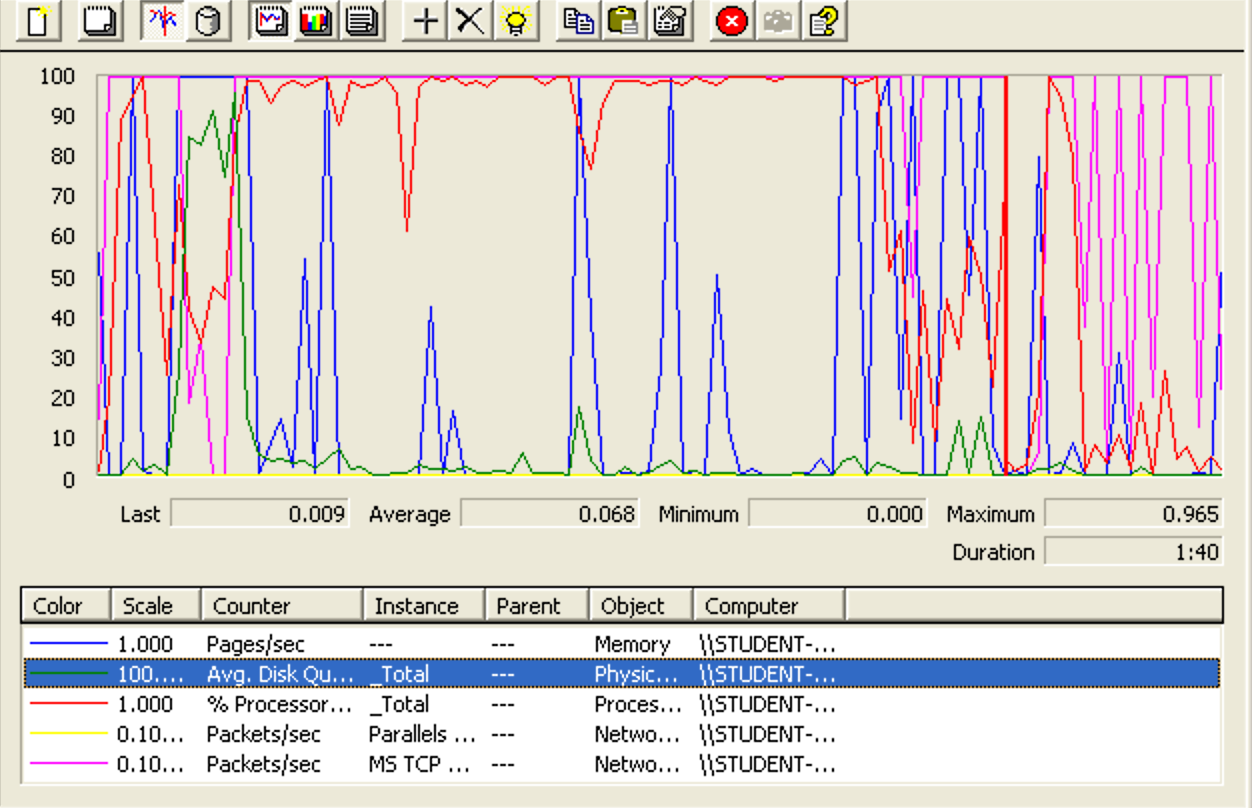 100
90
80
70
60
50
40
30
20
10
0
Last 0.009 Average 0.068 Minimum 0.000 Maximum 0.965
Duration 1:40
Color Scale Counter Instance Parent Object Computer
1.000 Pages/sec --- --- Memory \\STUDENT-...
100.... Avg. Disk Qu... _Total --- Physic... \\STUDENT-...
1.000 % Processor... _Total --- Proces... \\STUDENT-...
0.10... Packets/sec Parallels ... --- Netwo... \\STUDENT-...
0.10... Packets/sec MS TCP ... --- Netwo... \\STUDENT-...